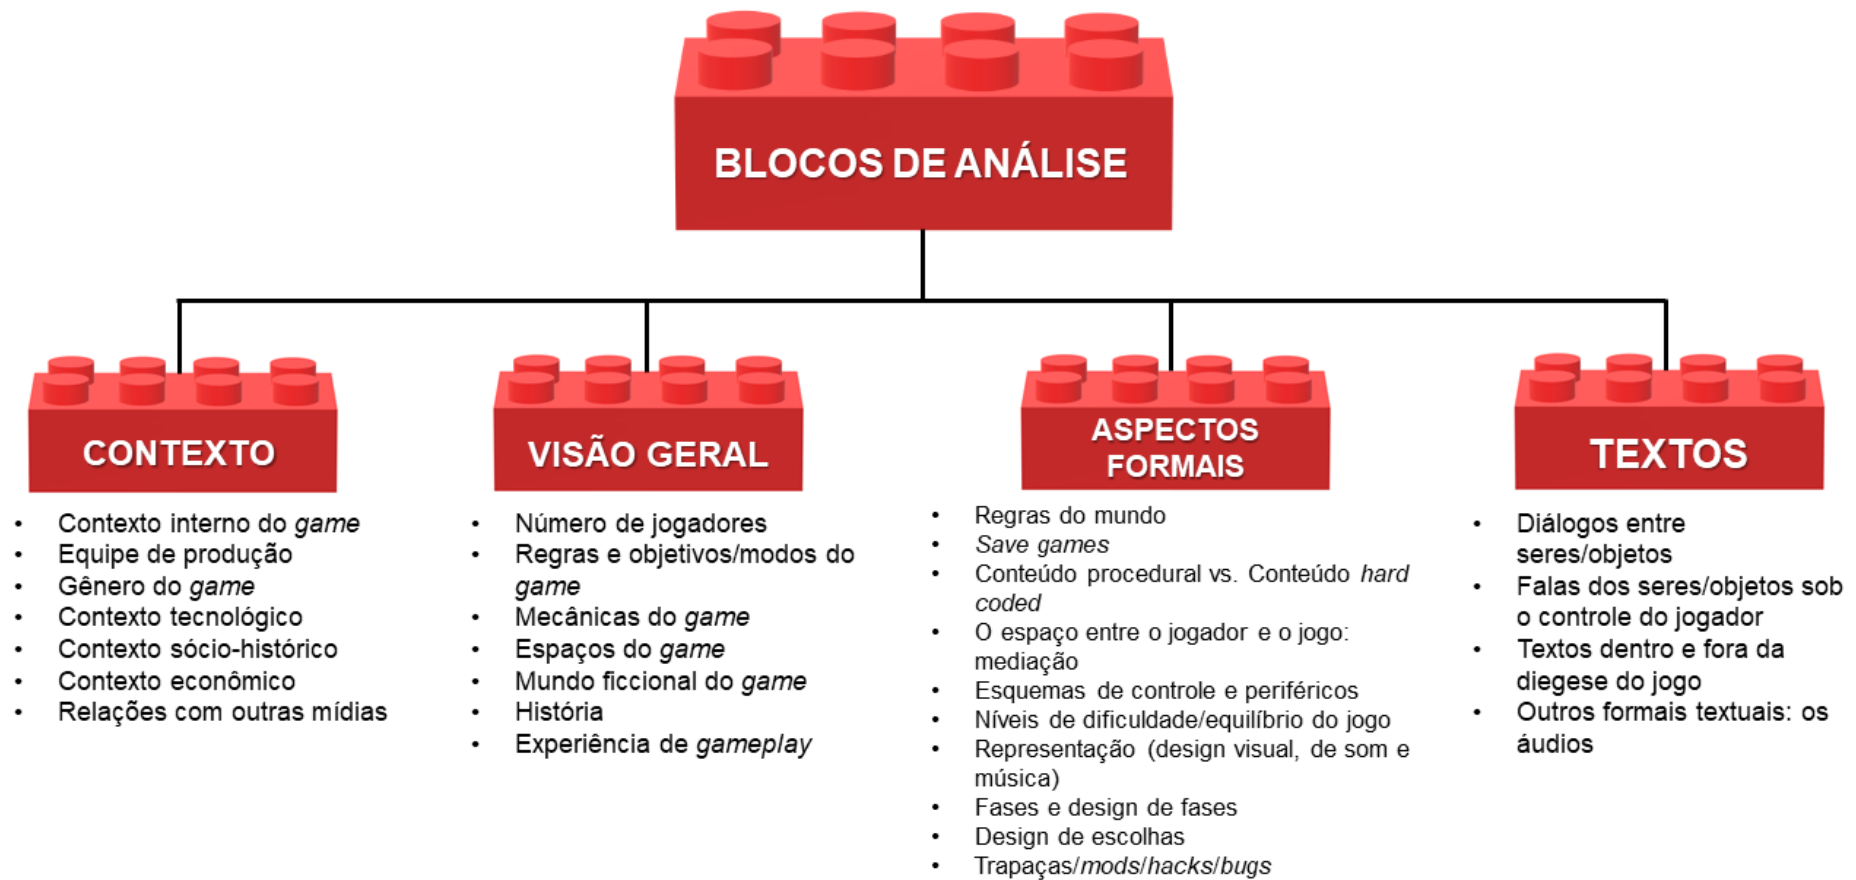 BLOCOS DE ANÁLISE
CONTEXTO
• Contexto interno do game
• Equipe de produção
• Gênero do game
• Contexto tecnológico
• Contexto sócio-histórico
• Contexto econômico
• Relações com outras mídias
VISÃO GERAL
• Número de jogadores
• Regras e objetivos/modos do
game
• Mecânicas do game
• Espaços do game
• Mundo ficcional do game
• História
• Experiência de gameplay
ASPECTOS
FORMAIS
• Regras do mundo
• Save games
• Conteúdo procedural vs. Conteúdo hard
coded
• O espaço entre o jogador e o jogo:
mediação
• Esquemas de controle e periféricos
• Níveis de dificuldade/equilíbrio do jogo
• Representação (design visual, de som e
música)
• Fases e design de fases
• Design de escolhas
• Trapaças/mods/hacks/bugs
TEXTOS
• Diálogos entre
seres/objetos
• Falas dos seres/objetos sob
o controle do jogador
• Textos dentro e fora da
diegese do jogo
• Outros formais textuais: os
áudios